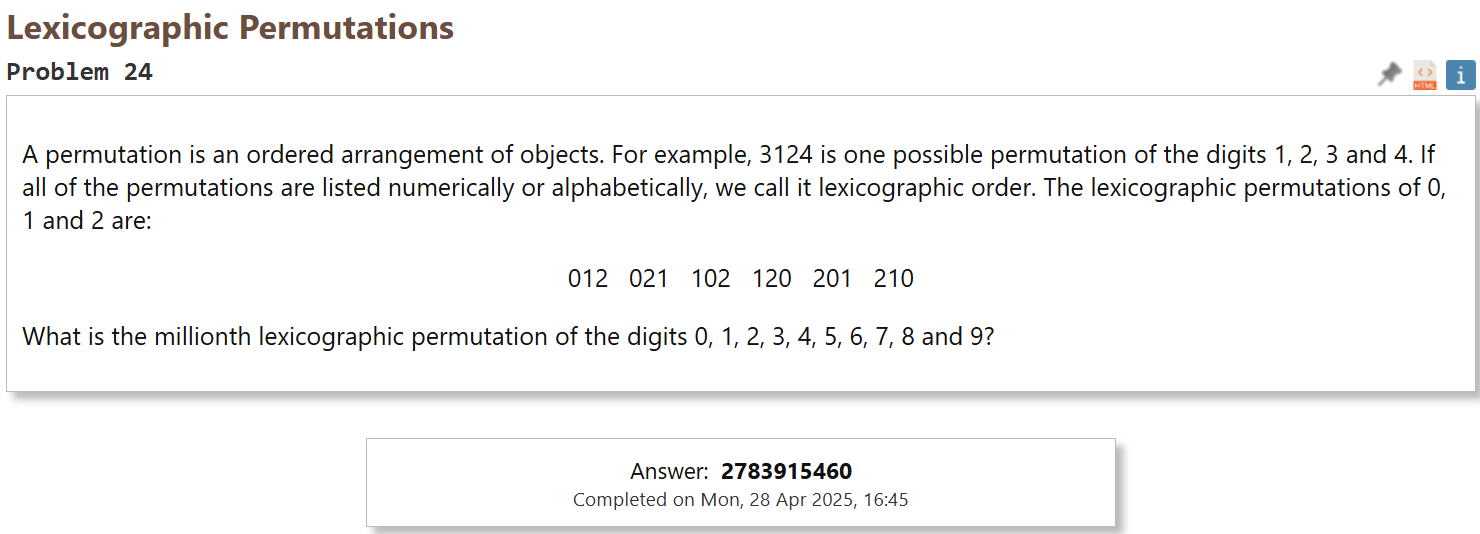 Lexicographic Permutations
Problem 24
HTML
i
A permutation is an ordered arrangement of objects. For example, 3124 is one possible permutation of the digits 1, 2, 3 and 4. If
all of the permutations are listed numerically or alphabetically, we call it lexicographic order. The lexicographic permutations of 0,
1 and 2 are:
012 021 102 120 201 210
What is the millionth lexicographic permutation of the digits 0, 1, 2, 3, 4, 5, 6, 7, 8 and 9?
Answer: 2783915460
Completed on Mon, 28 Apr 2025, 16:45